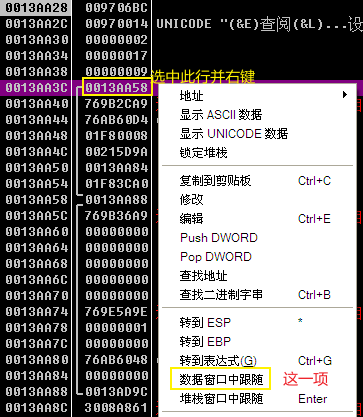 0013AA28 009706BC
0013AA2C 00970014 UNICODE "(&E)查阅(&L)...设
0013AA30 00000002
0013AA34 00000017
0013AA38 00000009
0013AA3C 0013AA58 选中此行并右键
0013AA40 769B2CA9
0013AA44 76AB60D4
0013AA48 01F80008
0013AA4C 00215D9A
0013AA50 0013AA84
0013AA54 01F83CA0
0013AA58 0013AA88
0013AA5C 769B36A9
0013AA60 00000000
0013AA64 00000000
0013AA68 00000000
0013AA6C 00000000
0013AA70 00000000
0013AA74 769E5A9E
0013AA78 00000001
0013AA7C 00000000
0013AA80 76AB6048
0013AA84 00000000
0013AA88 0013AD9C
0013AA8C 3008A861
地址
显示 ASCII 数据
显示 UNICODE 数据
锁定堆栈
复制到剪贴板 Ctrl+C
修改
编辑 Ctrl+E
Push DWORD
Pop DWORD
查找地址
查找二进制字串 Ctrl+B
转到 ESP *
转到 EBP
转到表达式(G) Ctrl+G
数据窗口中跟随 这一项
堆栈窗口中跟随 Enter